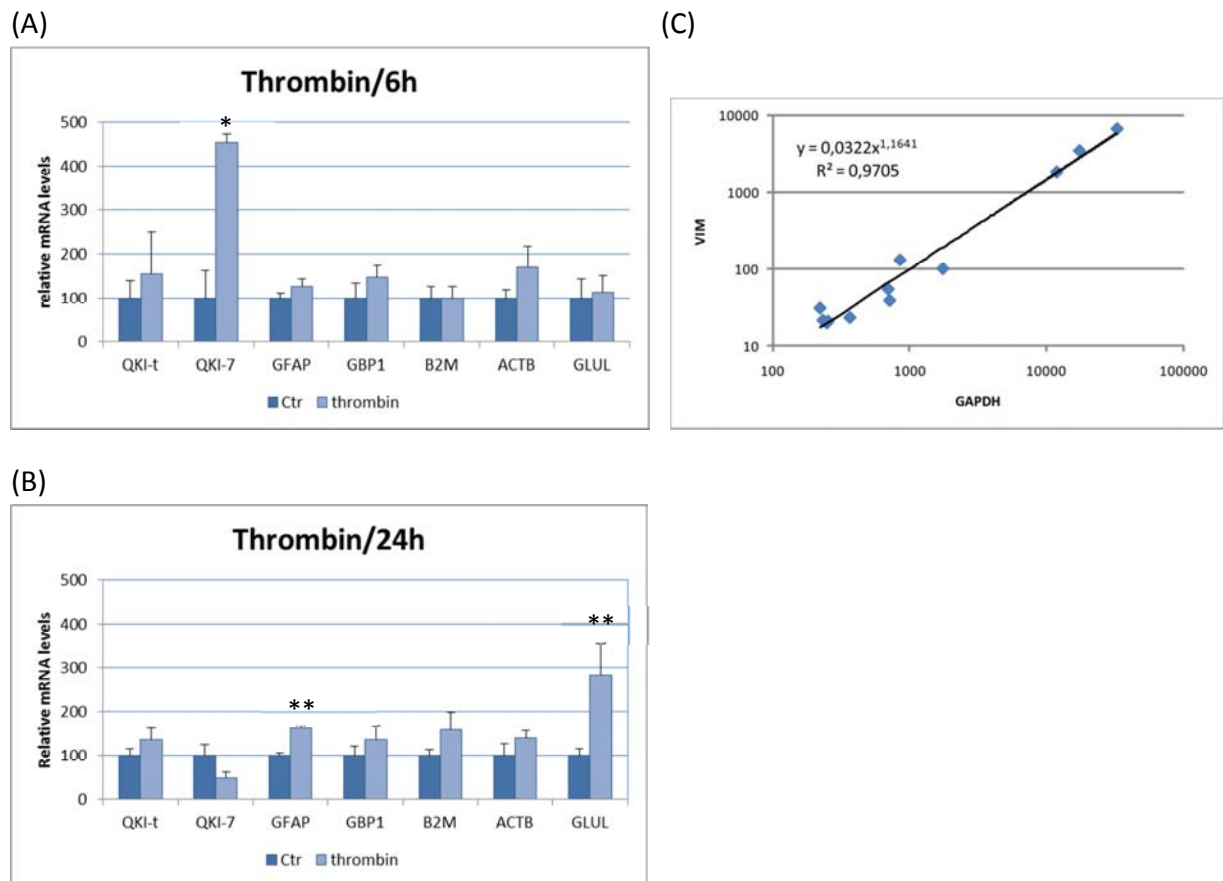 (A)
Thrombin/6h
relative mRNA levels
500
400
300
200
100
0
*
QKI-t QKI-7 GFAP GBP1 B2M ACTB GLUL
Ctr thrombin
(C)
y = 0,0322x^1,1641
R² = 0,9705
VIM
10000
1000
100
10
100 1000 10000 100000
GAPDH
(B)
Thrombin/24h
Relative mRNA levels
500
400
300
200
100
0
**
**
QKI-t QKI-7 GFAP GBP1 B2M ACTB GLUL
Ctr thrombin